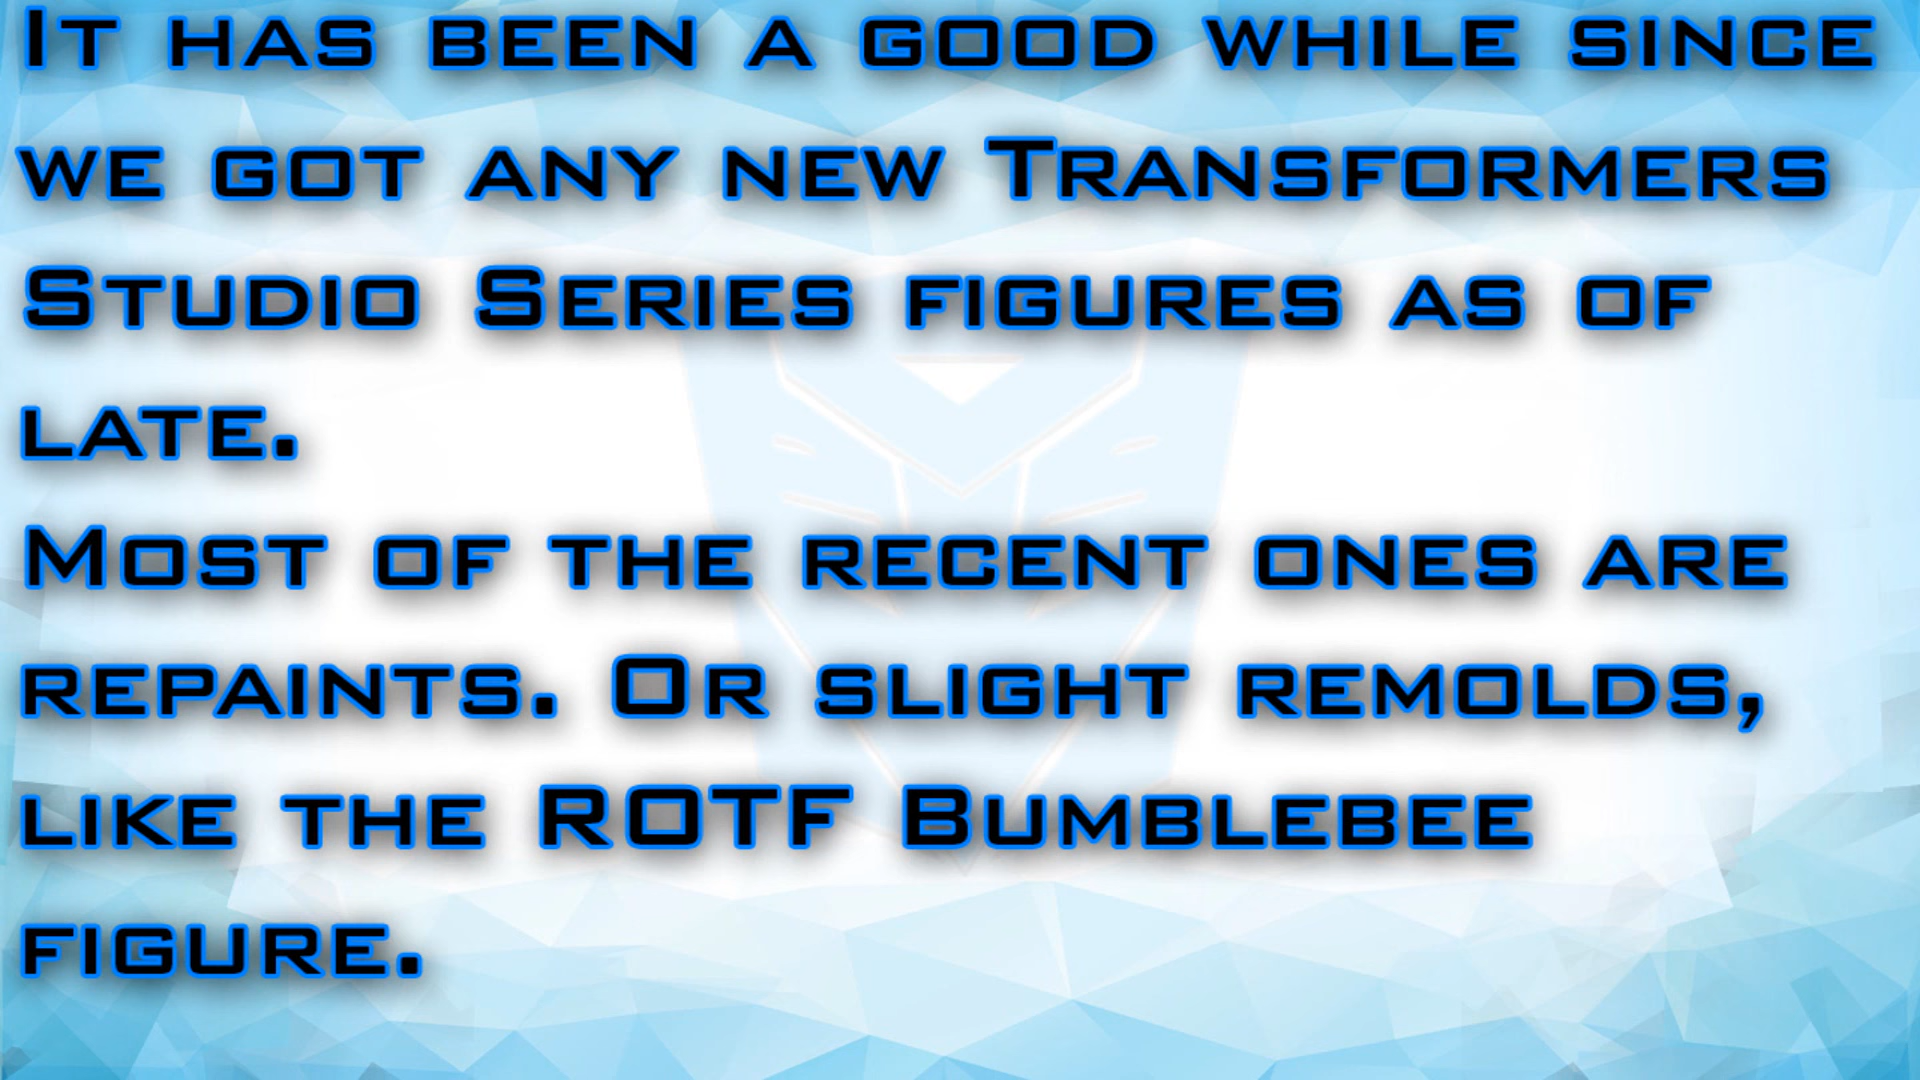 It has been a good while since
we got any new Transformers
Studio Series figures as of
late.
Most of the recent ones are
repaints. Or slight remolds,
like the ROTF Bumblebee
figure.